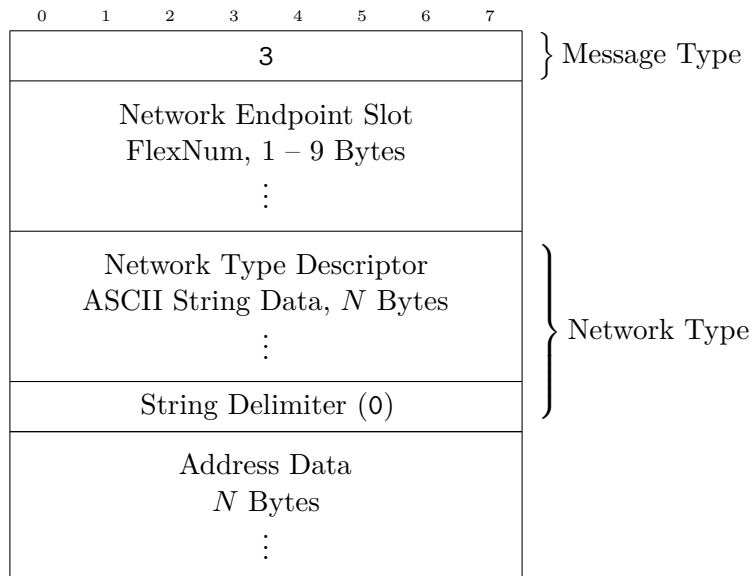 0 1 2 3 4 5 6 7
3
Message Type
Network Endpoint Slot
FlexNum, 1 – 9 Bytes
⋮
Network Type Descriptor
ASCII String Data, N Bytes
⋮
Network Type
String Delimiter (0)
Address Data
N Bytes
⋮